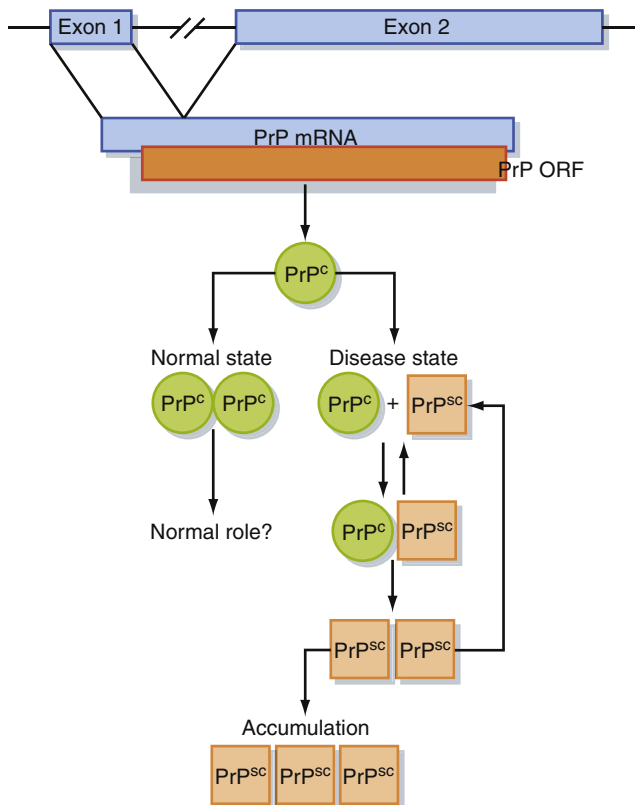 Exon 1 Exon 2
PrP mRNA
PrP ORF
PrPᶜ
Normal state Disease state
PrPᶜ PrPᶜ PrPᶜ + PrPˢᶜ
Normal role? PrPᶜ PrPˢᶜ
PrPˢᶜ PrPˢᶜ
Accumulation
PrPˢᶜ PrPˢᶜ PrPˢᶜ